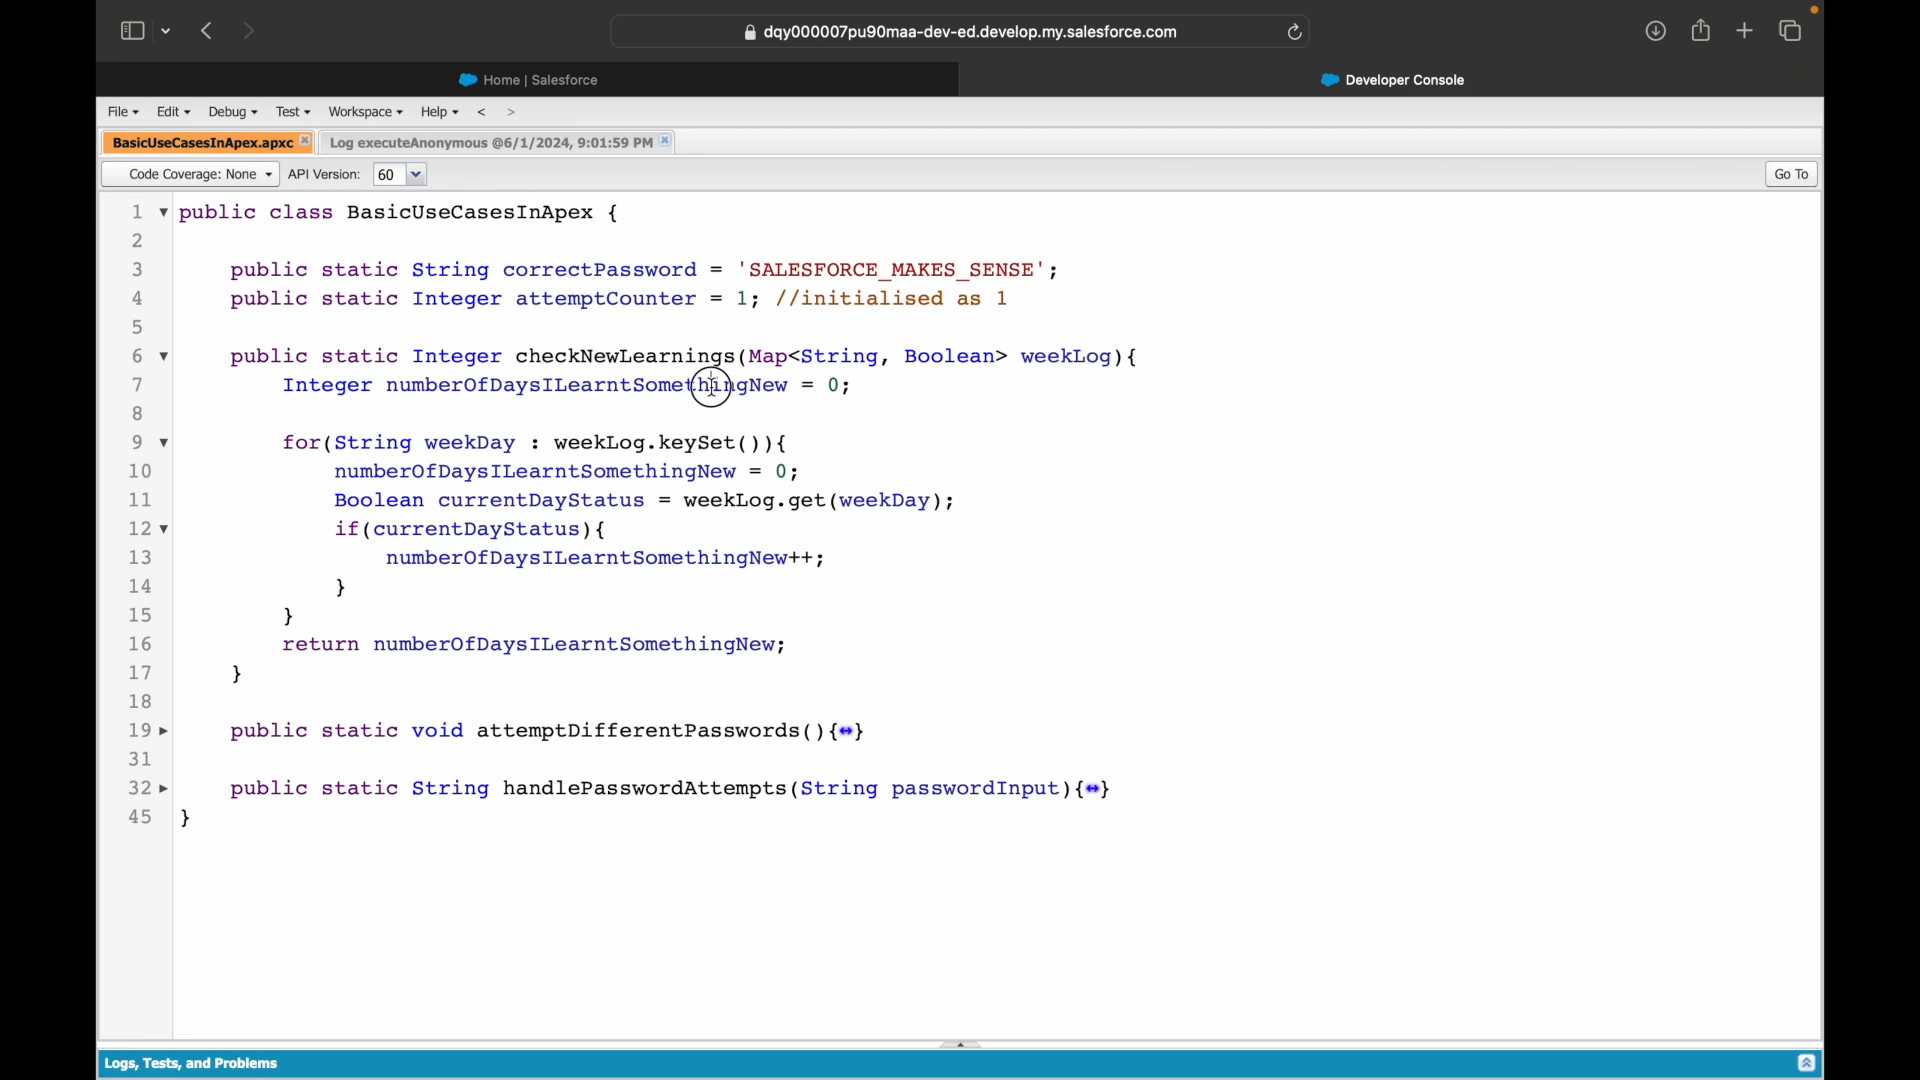 dqy000007pu90maa-dev-ed.develop.my.salesforce.com
Home | Salesforce
Developer Console
File Edit Debug Test Workspace Help < >
BasicUseCasesInApex.apxc
Log executeAnonymous @6/1/2024, 9:01:59 PM
Code Coverage: None API Version: 60 Go To
1 public class BasicUseCasesInApex {
2
3 public static String correctPassword = 'SALESFORCE_MAKES_SENSE';
4 public static Integer attemptCounter = 1; //initialised as 1
5
6 public static Integer checkNewLearnings(Map<String, Boolean> weekLog){
7 Integer numberOfDaysILearntSomethingNew = 0;
8
9 for(String weekDay : weekLog.keySet()){
10 numberOfDaysILearntSomethingNew = 0;
11 Boolean currentDayStatus = weekLog.get(weekDay);
12 if(currentDayStatus){
13 numberOfDaysILearntSomethingNew++;
14 }
15 }
16 return numberOfDaysILearntSomethingNew;
17 }
18
19 public static void attemptDifferentPasswords(){↔}
31
32 public static String handlePasswordAttempts(String passwordInput){↔}
45 }
Logs, Tests, and Problems